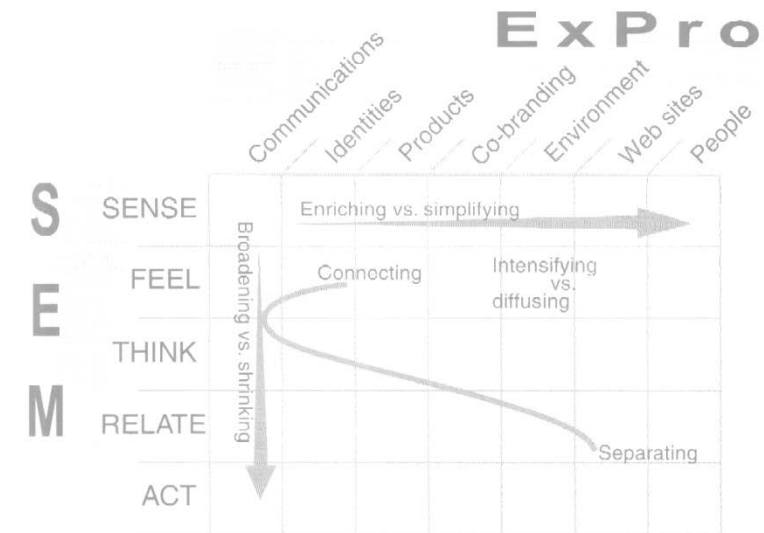 ExPro
Communications
Identities
Products
Co-branding
Environment
Web sites
People
S
E
M
SENSE
FEEL
THINK
RELATE
ACT
Enriching vs. simplifying
Broadening vs. shrinking
Connecting
Intensifying
vs.
diffusing
Separating